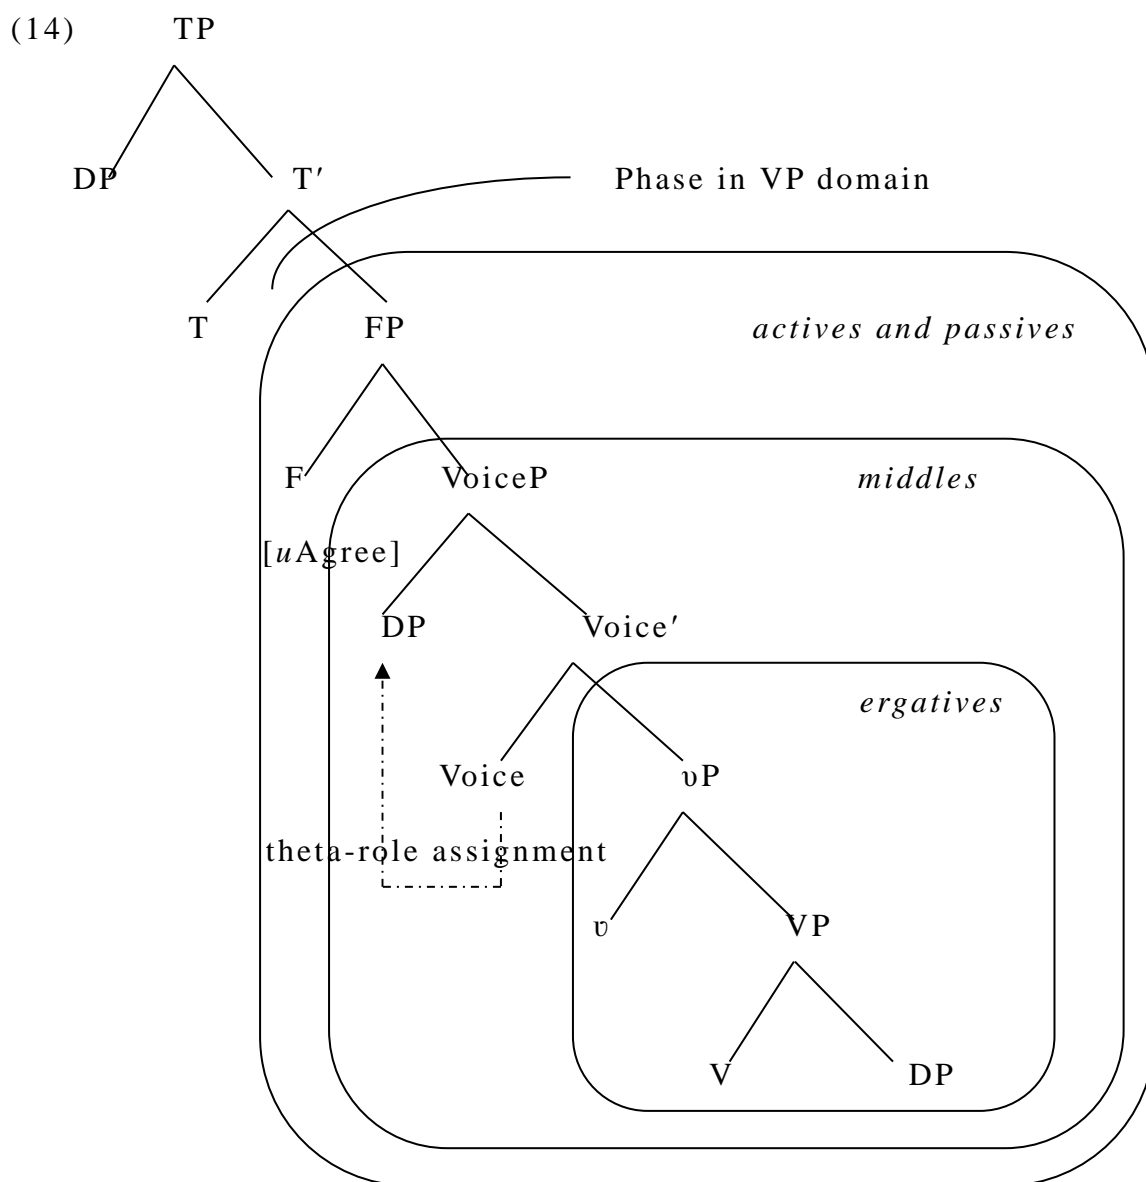 (14) TP
DP T′ Phase in VP domain
T FP actives and passives
F VoiceP middles
[uAgree]
DP Voice′
ergatives
Voice υP
theta-role assignment
υ VP
V DP